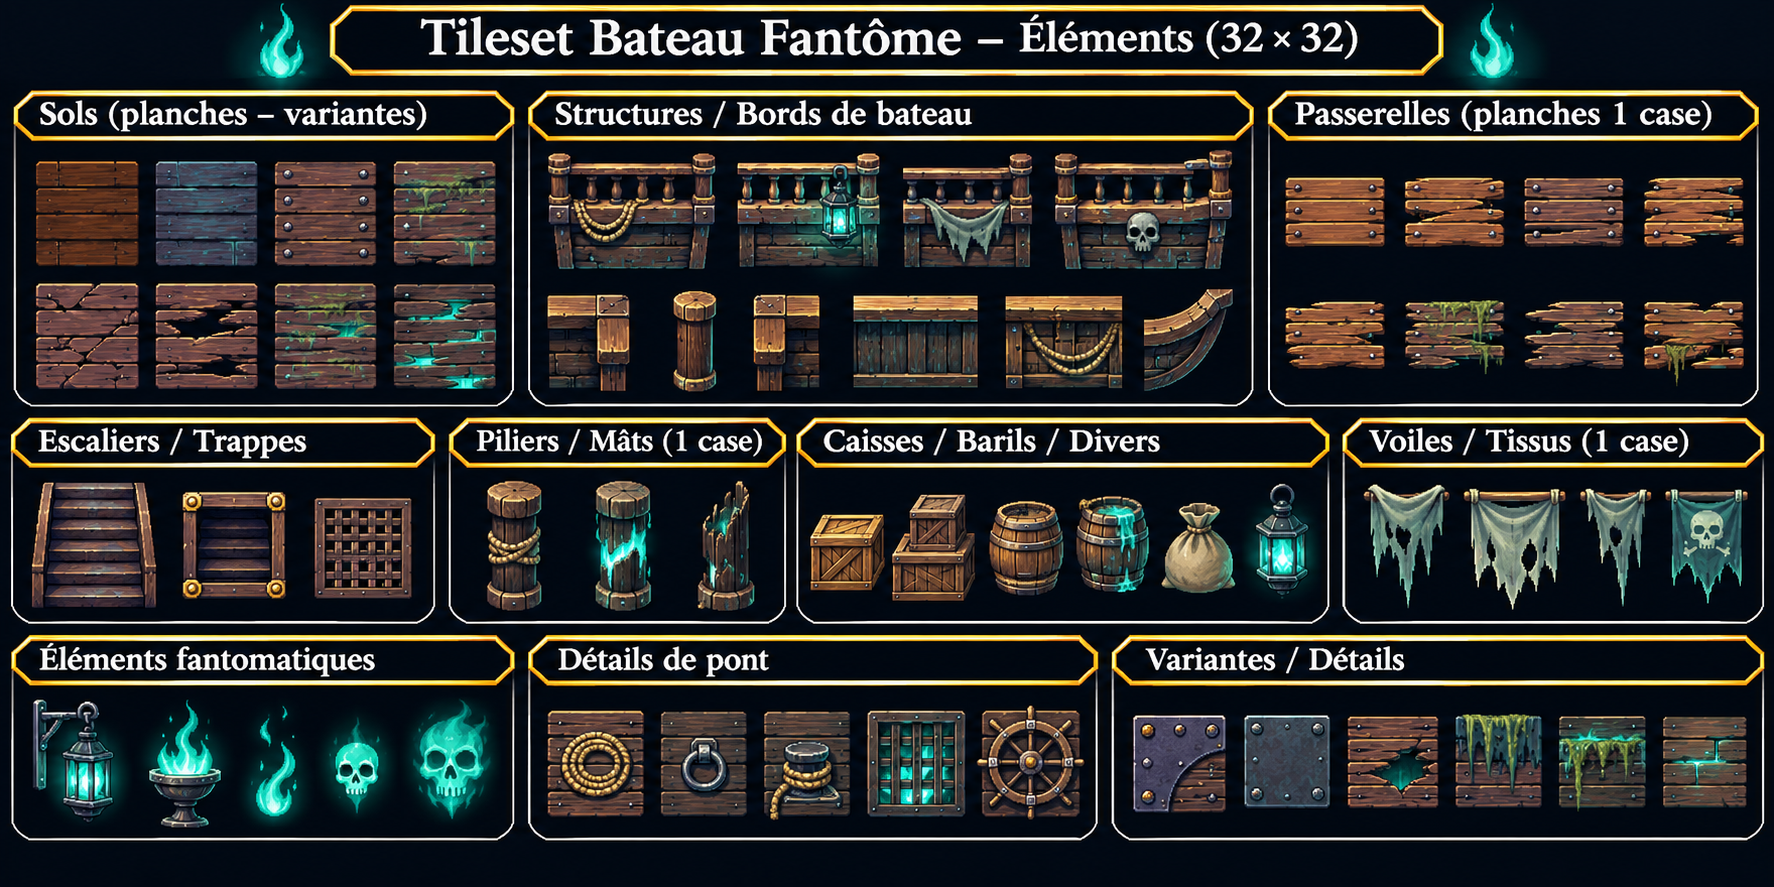 Tileset Bateau Fantôme – Éléments (32 × 32)
Sols (planches – variantes)
Structures / Bords de bateau
Passerelles (planches 1 case)
Escaliers / Trappes
Piliers / Mâts (1 case)
Caisses / Barils / Divers
Voiles / Tissus (1 case)
Éléments fantomatiques
Détails de pont
Variantes / Détails